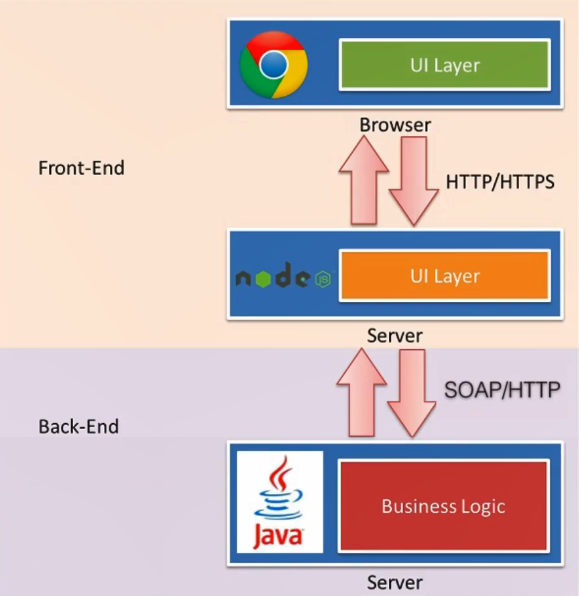 UI Layer
Browser
Front-End
HTTP/HTTPS
node JS
UI Layer
Server
SOAP/HTTP
Back-End
Java
Business Logic
Server